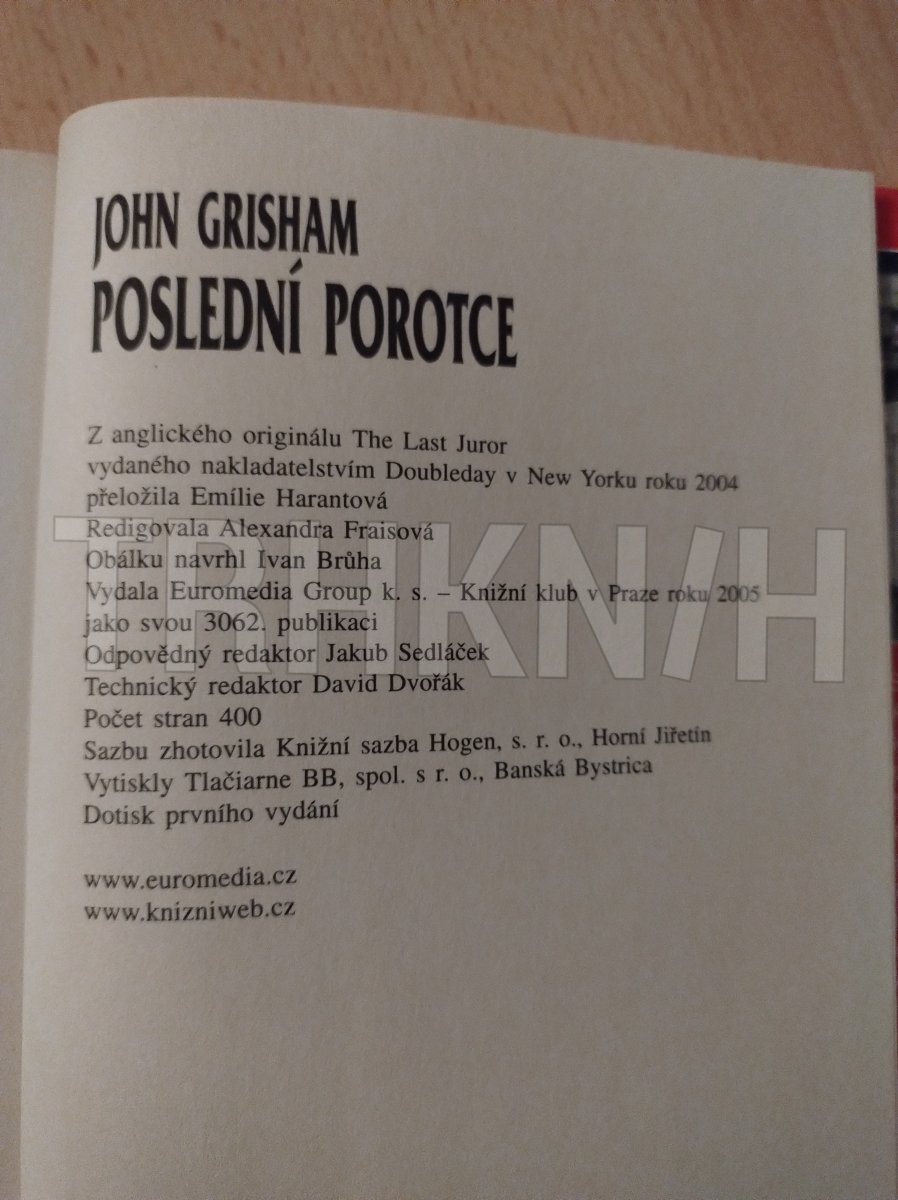 JOHN GRISHAM
POSLEDNÍ POROTCE
Z anglického originálu The Last Juror
vydaného nakladatelstvím Doubleday v New Yorku roku 2004
přeložila Emílie Harantová
Redigovala Alexandra Fraisová
Obálku navrhl Ivan Brůha
Vydala Euromedia Group k. s. – Knižní klub v Praze roku 2005
jako svou 3062. publikaci
Odpovědný redaktor Jakub Sedláček
Technický redaktor David Dvořák
Počet stran 400
Sazbu zhotovila Knižní sazba Hogen, s. r. o., Horní Jiřetín
Vytiskly Tlačiarne BB, spol. s r. o., Banská Bystrica
Dotisk prvního vydání
www.euromedia.cz
www.knizniweb.cz
TRHKN/H